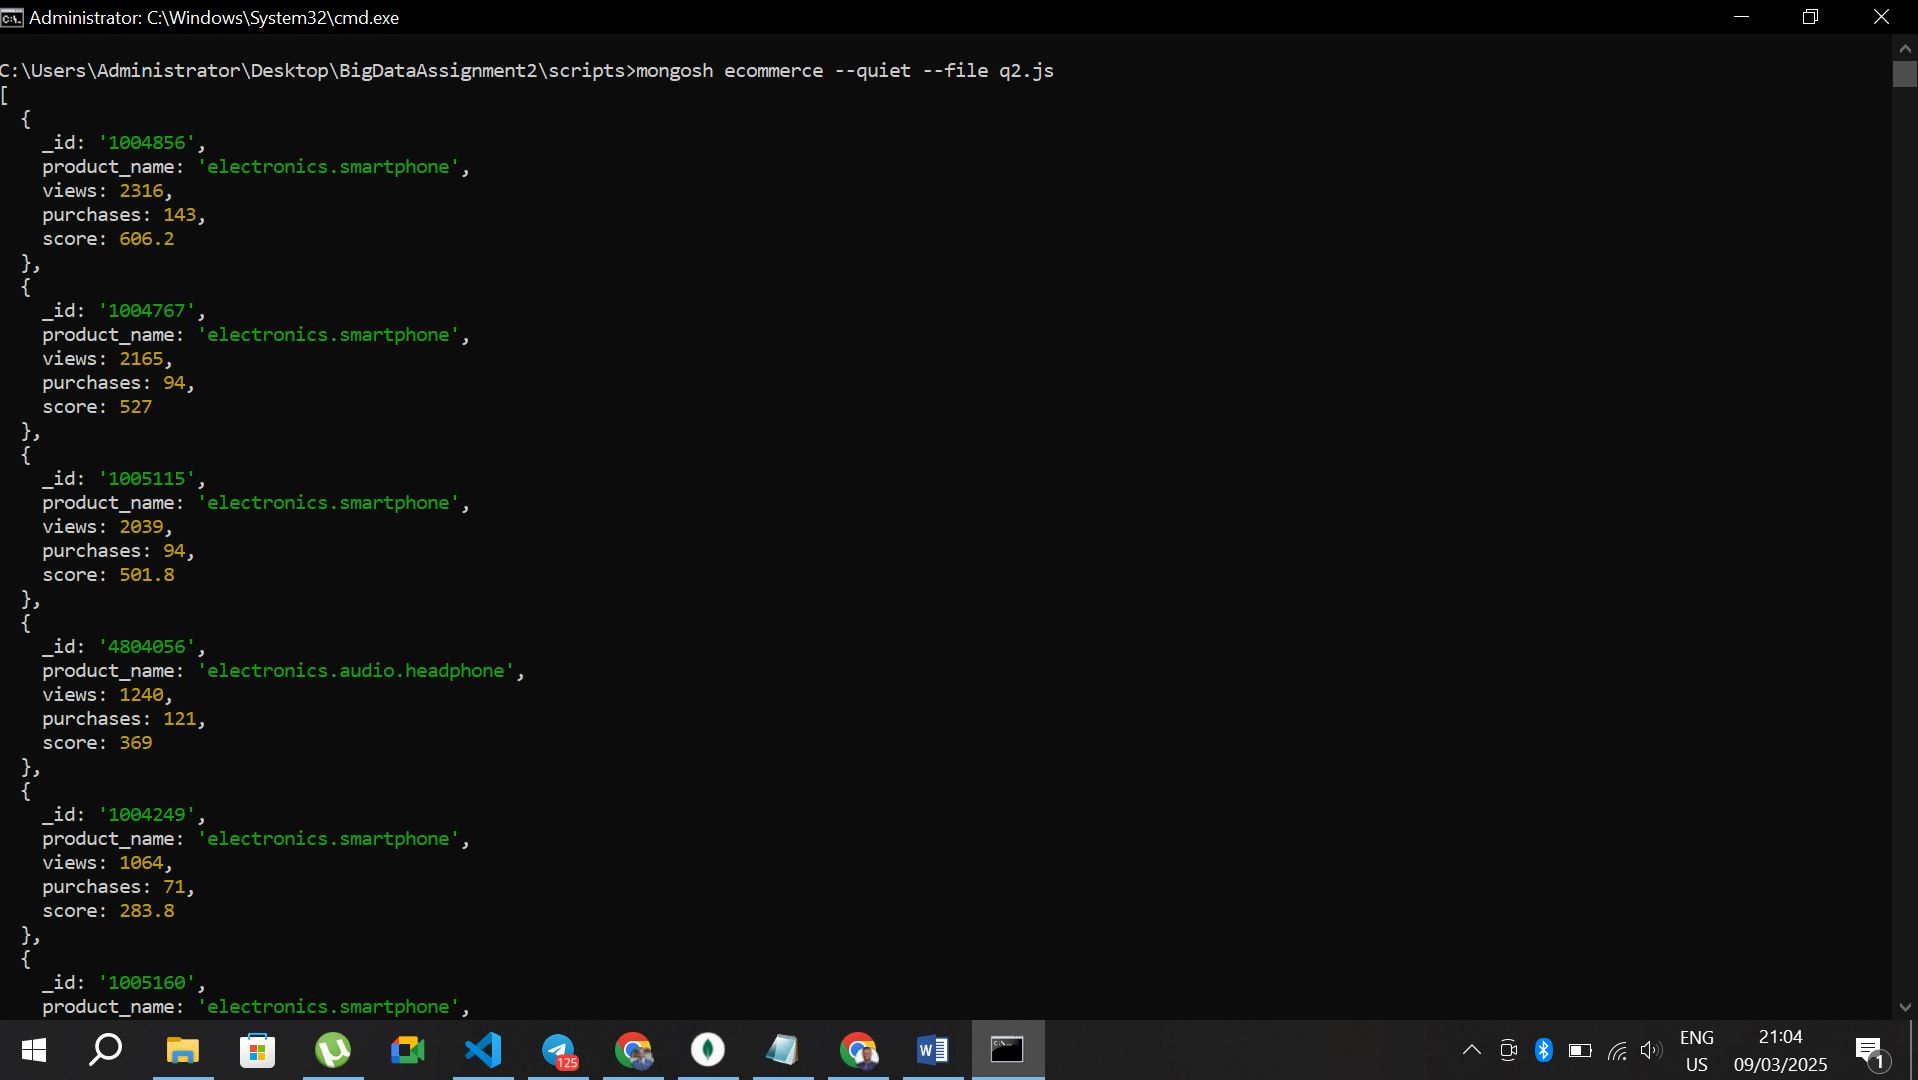 Administrator: C:\Windows\System32\cmd.exe
C:\Users\Administrator\Desktop\BigDataAssignment2\scripts>mongosh ecommerce --quiet --file q2.js
[
  {
    _id: '1004856',
    product_name: 'electronics.smartphone',
    views: 2316,
    purchases: 143,
    score: 606.2
  },
  {
    _id: '1004767',
    product_name: 'electronics.smartphone',
    views: 2165,
    purchases: 94,
    score: 527
  },
  {
    _id: '1005115',
    product_name: 'electronics.smartphone',
    views: 2039,
    purchases: 94,
    score: 501.8
  },
  {
    _id: '4804056',
    product_name: 'electronics.audio.headphone',
    views: 1240,
    purchases: 121,
    score: 369
  },
  {
    _id: '1004249',
    product_name: 'electronics.smartphone',
    views: 1064,
    purchases: 71,
    score: 283.8
  },
  {
    _id: '1005160',
    product_name: 'electronics.smartphone',
125
W
C:\.
ENG
US
21:04
09/03/2025
1